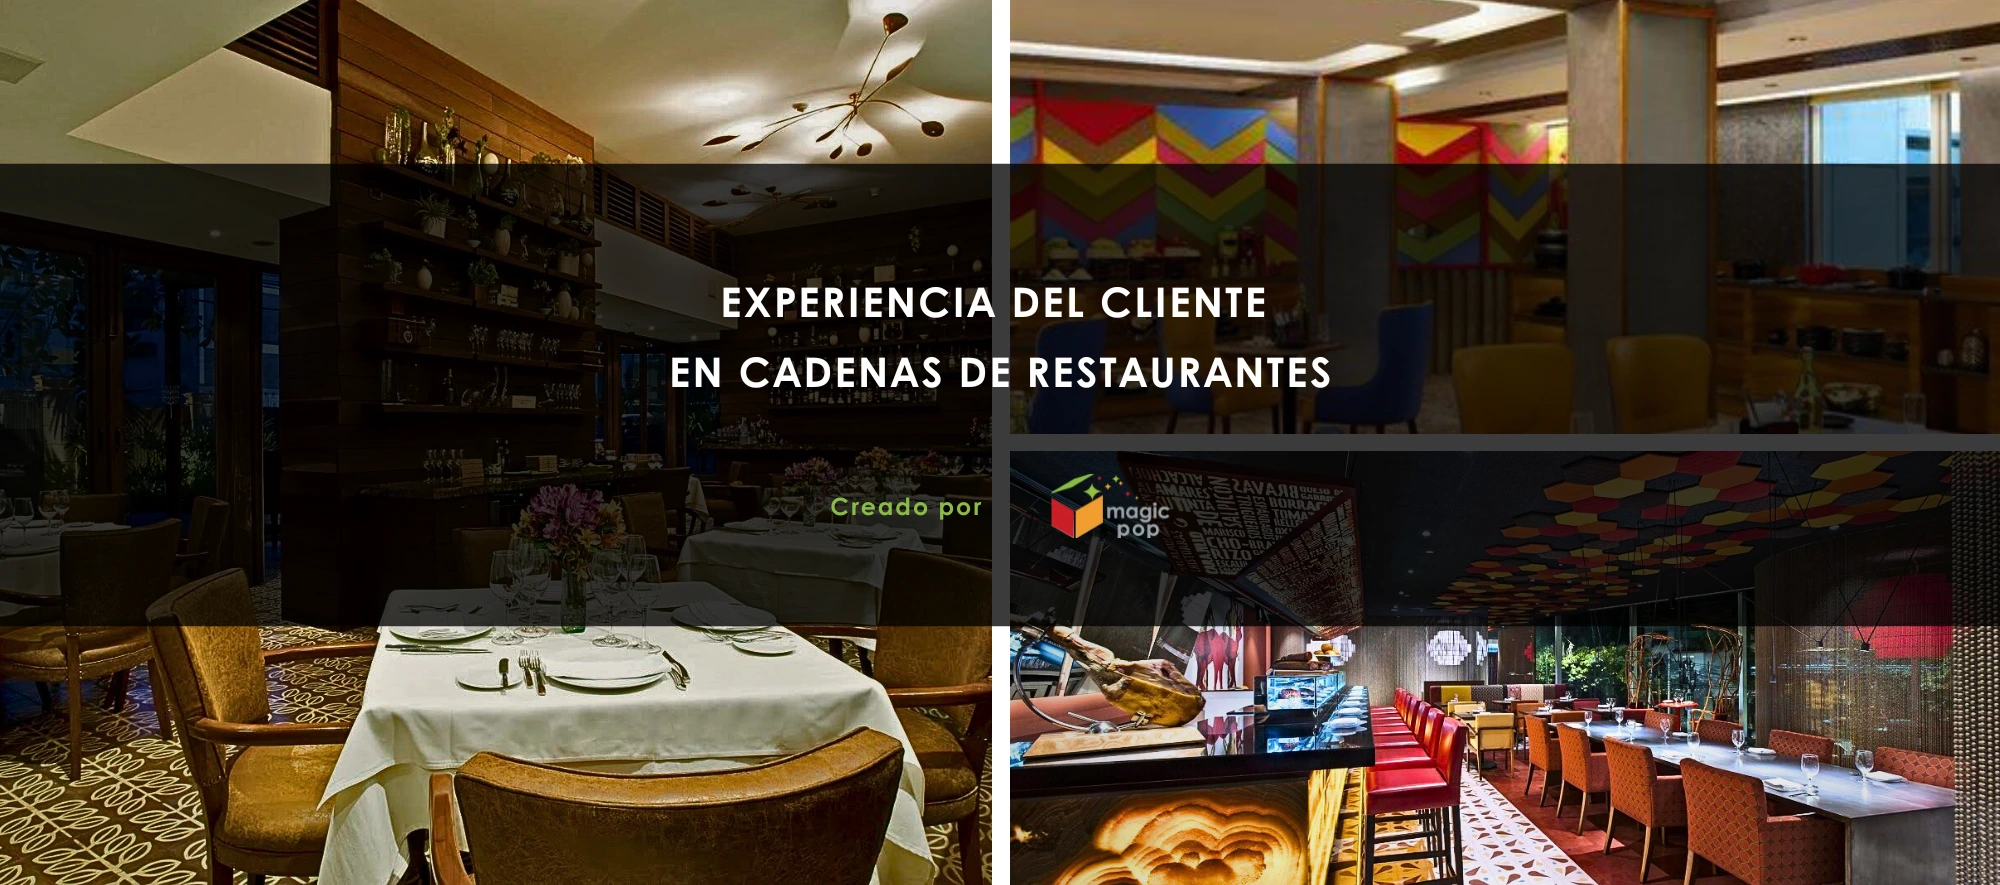 EXPERIENCIA DEL CLIENTE
EN CADENAS DE RESTAURANTES
Creado por
magic
pop